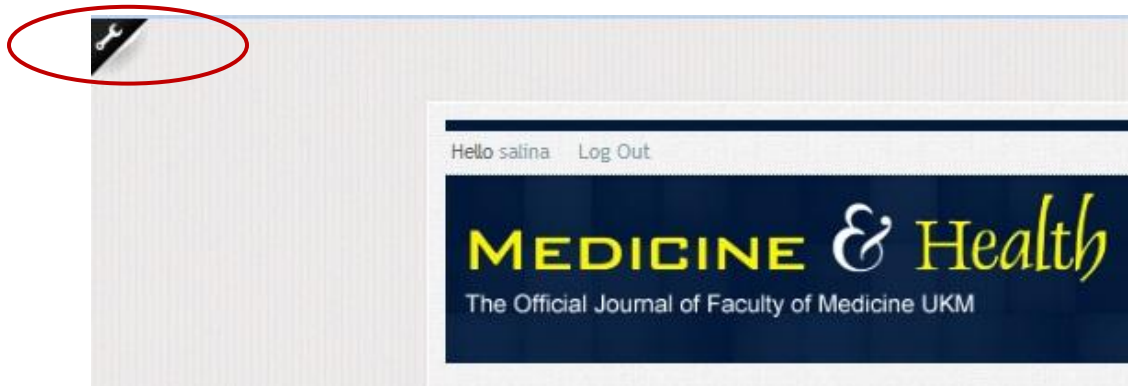 Hello salina Log Out
MEDICINE & Health
The Official Journal of Faculty of Medicine UKM